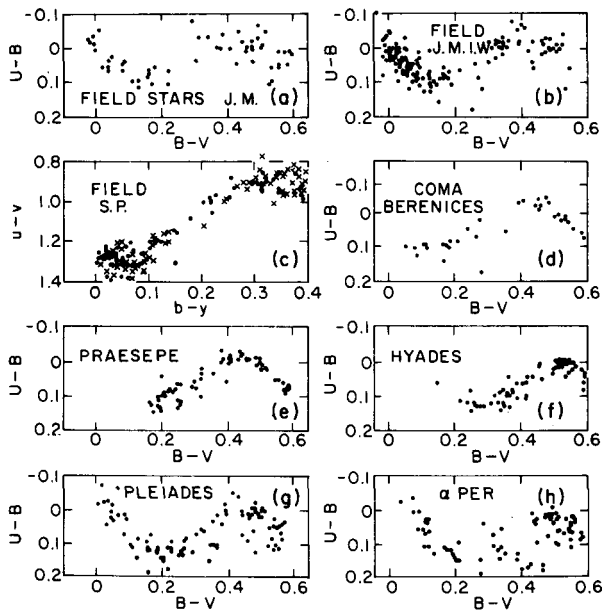 -0.1
0
0.1
0.2
U-B
FIELD STARS J.M.
(a)
0 0.2 0.4 0.6
B-V
-0.1
0
0.1
0.2
U-B
FIELD
J.M.I.W.
(b)
0 0.2 0.4 0.6
B-V
0.8
1.0
1.2
1.4
u-v
FIELD
S.P.
(c)
0 0.1 0.2 0.3 0.4
b-y
-0.1
0
0.1
0.2
U-B
COMA
BERENICES
(d)
0 0.2 0.4 0.6
B-V
-0.1
0
0.1
0.2
U-B
PRAESEPE
(e)
0 0.2 0.4 0.6
B-V
-0.1
0
0.1
0.2
U-B
HYADES
(f)
0 0.2 0.4 0.6
B-V
-0.1
0
0.1
0.2
U-B
PLEIADES
(g)
0 0.2 0.4 0.6
B-V
-0.1
0
0.1
0.2
U-B
α PER
(h)
0 0.2 0.4 0.6
B-V